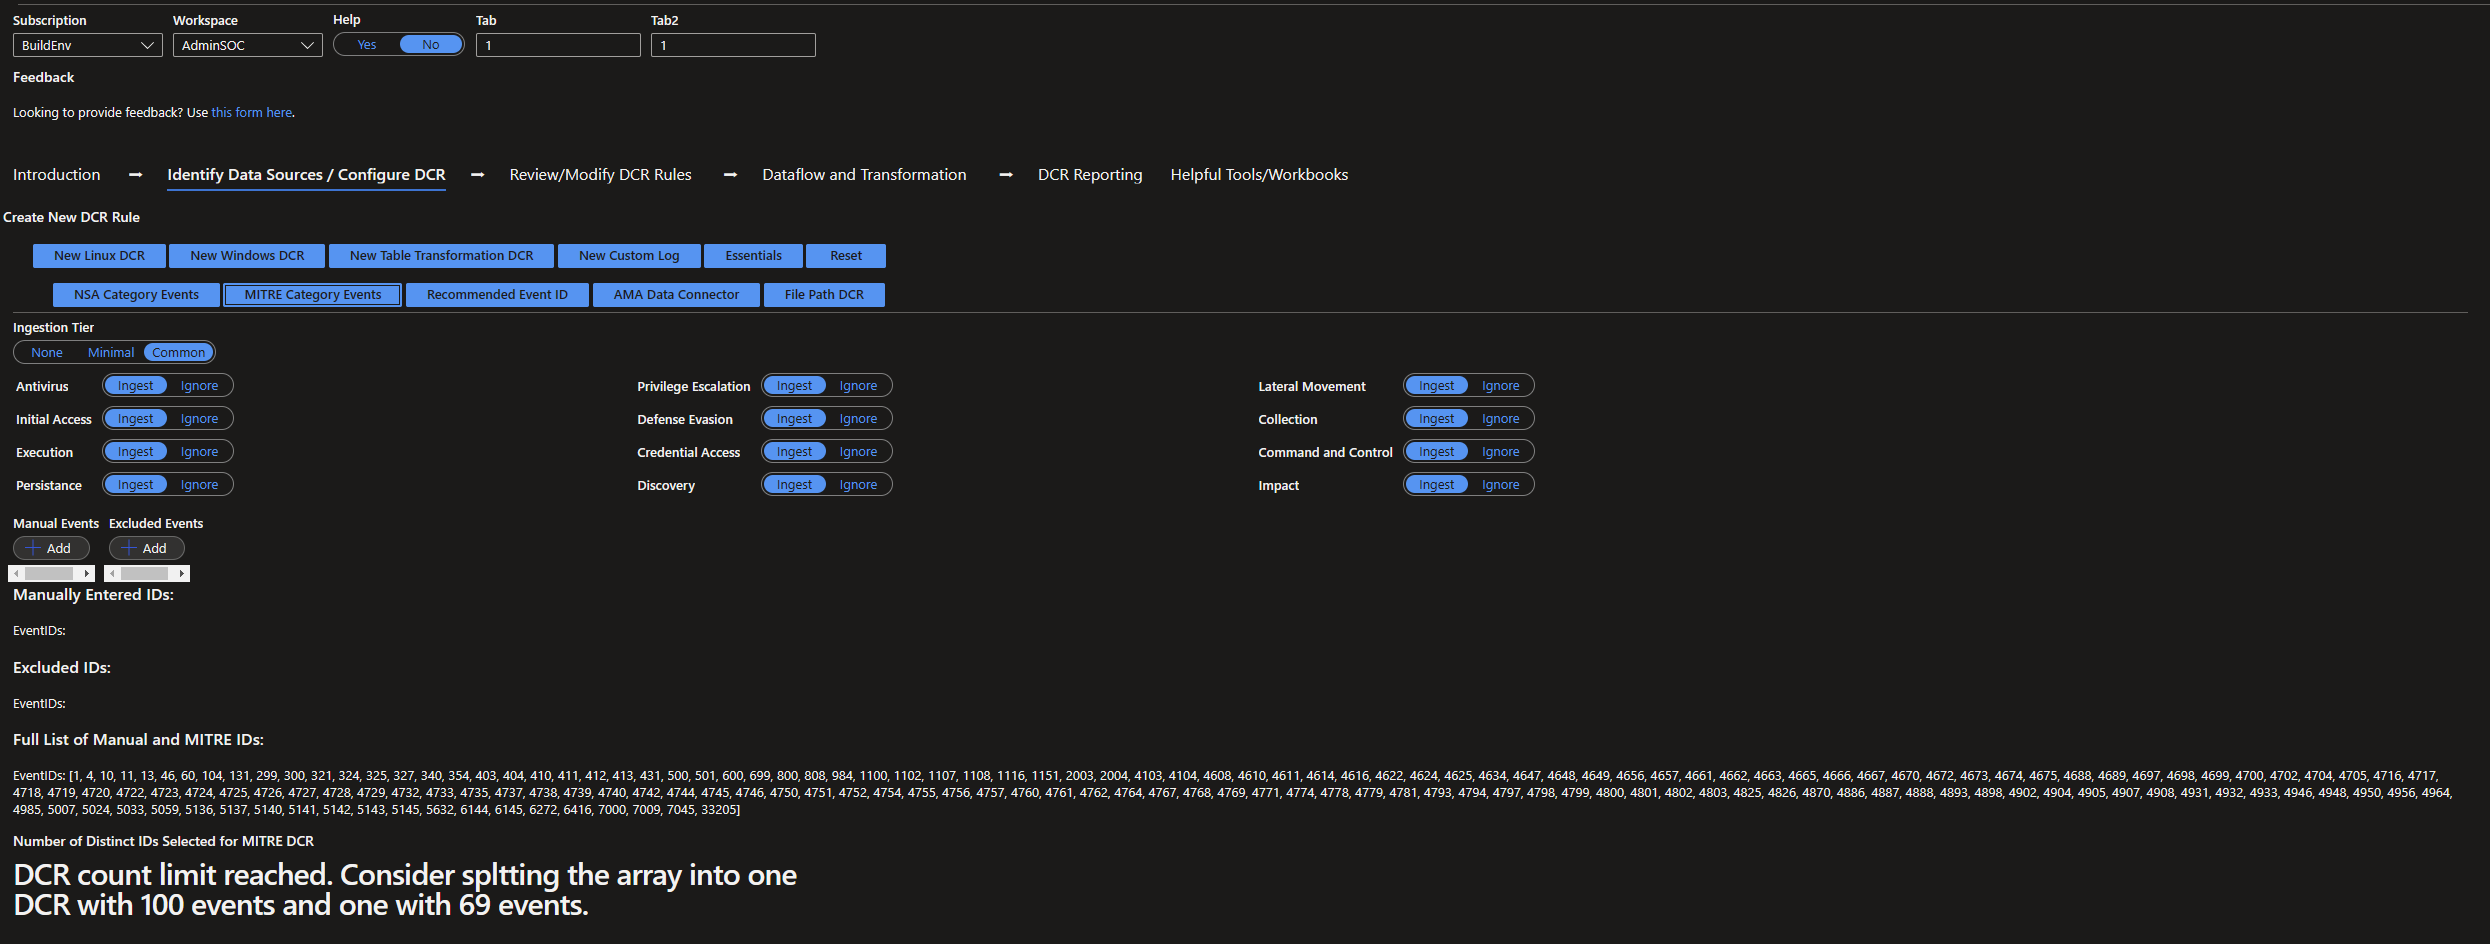 Subscription Workspace Help Tab Tab2
BuildEnv AdminSOC Yes No 1 1
Feedback
Looking to provide feedback? Use this form here.
Introduction → Identify Data Sources / Configure DCR → Review/Modify DCR Rules → Dataflow and Transformation → DCR Reporting Helpful Tools/Workbooks
Create New DCR Rule
New Linux DCR New Windows DCR New Table Transformation DCR New Custom Log Essentials Reset
NSA Category Events MITRE Category Events Recommended Event ID AMA Data Connector File Path DCR
Ingestion Tier
None Minimal Common
Antivirus Ingest Ignore Privilege Escalation Ingest Ignore Lateral Movement Ingest Ignore
Initial Access Ingest Ignore Defense Evasion Ingest Ignore Collection Ingest Ignore
Execution Ingest Ignore Credential Access Ingest Ignore Command and Control Ingest Ignore
Persistance Ingest Ignore Discovery Ingest Ignore Impact Ingest Ignore
Manual Events Excluded Events
Add Add
Manually Entered IDs:
EventIDs:
Excluded IDs:
EventIDs:
Full List of Manual and MITRE IDs:
EventIDs: [1, 4, 10, 11, 13, 46, 60, 104, 131, 299, 300, 321, 324, 325, 327, 340, 354, 403, 404, 410, 411, 412, 413, 431, 500, 501, 600, 699, 800, 808, 984, 1100, 1102, 1107, 1108, 1116, 1151, 2003, 2004, 4103, 4104, 4608, 4610, 4611, 4614, 4616, 4622, 4624, 4625, 4634, 4647, 4648, 4649, 4656, 4657, 4661, 4662, 4663, 4665, 4666, 4667, 4670, 4672, 4673, 4674, 4675, 4688, 4689, 4697, 4698, 4699, 4700, 4702, 4704, 4705, 4716, 4717,
4718, 4719, 4720, 4722, 4723, 4724, 4725, 4726, 4727, 4728, 4729, 4732, 4733, 4735, 4737, 4738, 4739, 4740, 4742, 4744, 4745, 4746, 4750, 4751, 4752, 4754, 4755, 4756, 4757, 4760, 4761, 4762, 4764, 4767, 4768, 4769, 4771, 4774, 4778, 4779, 4781, 4793, 4794, 4797, 4798, 4799, 4800, 4801, 4802, 4803, 4825, 4826, 4870, 4886, 4887, 4888, 4893, 4898, 4902, 4904, 4905, 4907, 4908, 4931, 4932, 4933, 4946, 4948, 4950, 4956, 4964,
4985, 5007, 5024, 5033, 5059, 5136, 5137, 5140, 5141, 5142, 5143, 5145, 5632, 6144, 6145, 6272, 6416, 7000, 7009, 7045, 33205]
Number of Distinct IDs Selected for MITRE DCR
DCR count limit reached. Consider spltting the array into one
DCR with 100 events and one with 69 events.